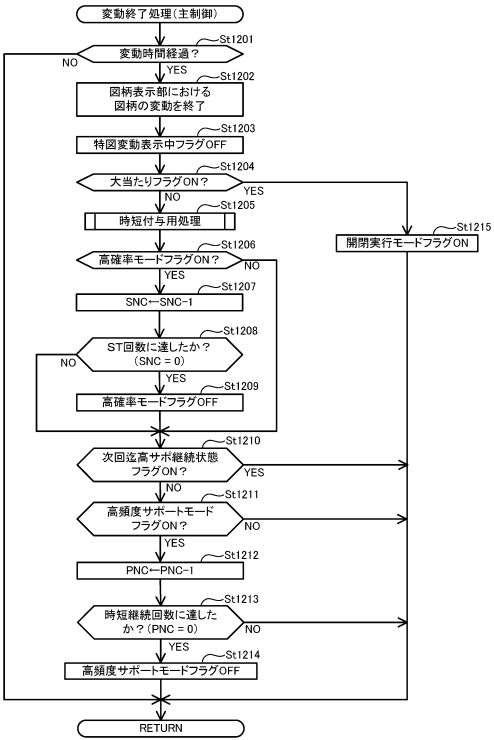 変動終了処理（主制御）
St1201
変動時間経過？
NO
YES
St1202
図柄表示部における
図柄の変動を終了
St1203
特図変動表示中フラグOFF
St1204
大当たりフラグON？
YES
NO
St1205
時短付与用処理
St1215
開閉実行モードフラグON
St1206
高確率モードフラグON？
NO
YES
St1207
SNC←SNC-1
St1208
ST回数に達したか？
（SNC = 0）
NO
YES
St1209
高確率モードフラグOFF
St1210
次回迄高サポ継続状態
フラグON？
YES
NO
St1211
高頻度サポートモード
フラグON？
NO
YES
St1212
PNC←PNC-1
St1213
時短継続回数に達した
か？（PNC = 0）
NO
YES
St1214
高頻度サポートモードフラグOFF
RETURN